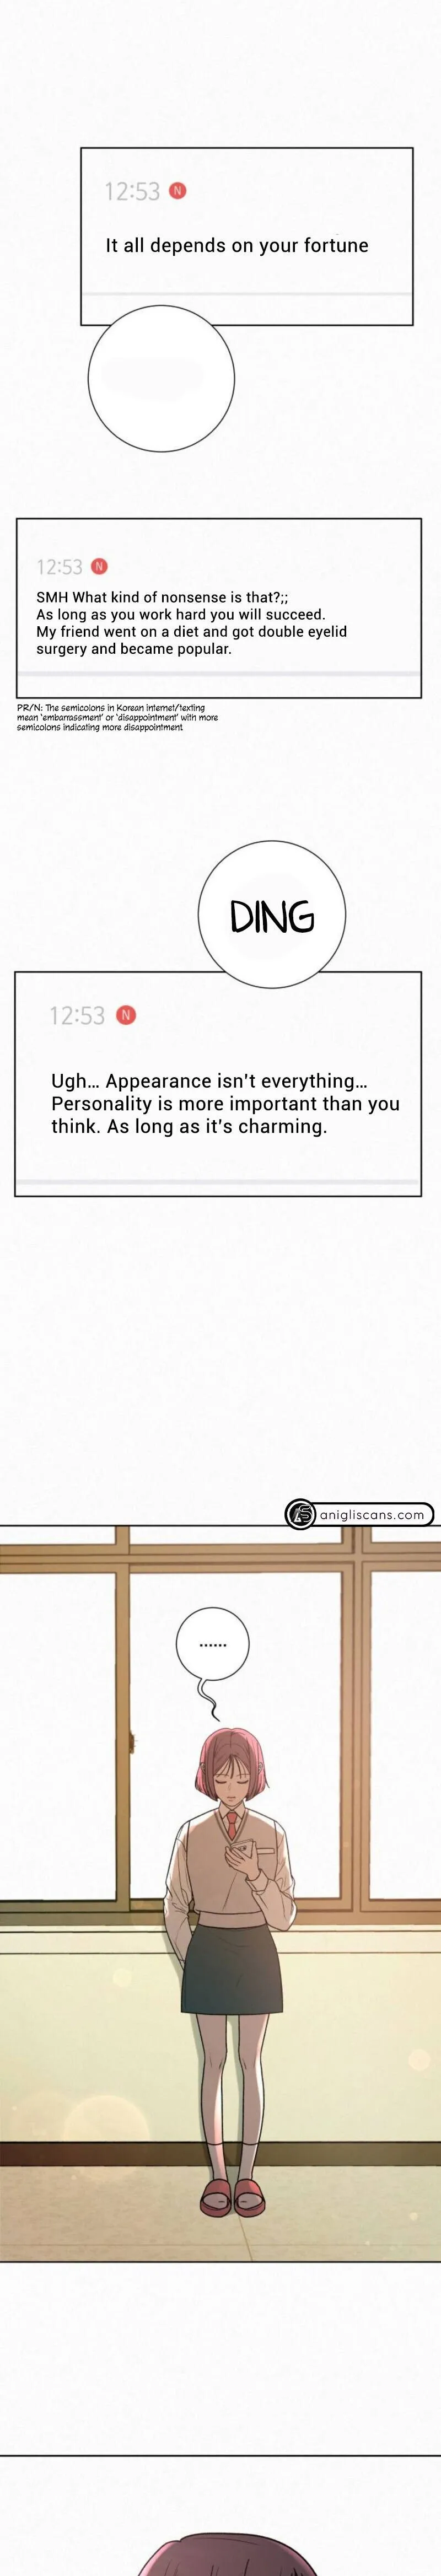 12:53 N
It all depends on your fortune
12:53 N
SMH What kind of nonsense is that?;;
As long as you work hard you will succeed.
My friend went on a diet and got double eyelid
surgery and became popular.
PR/N: The semicolons in Korean internet/texting
mean 'embarrassment' or 'disappointment' with more
semicolons indicating more disappointment.
DING
12:53 N
Ugh... Appearance isn't everything...
Personality is more important than you
think. As long as it's charming.
AS anigliscans.com
......